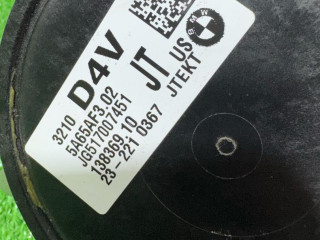 D4V
3210
5A65AF3 02
JG517007451
138369 10
23-221 0367
JT US
JTEKT
BMW